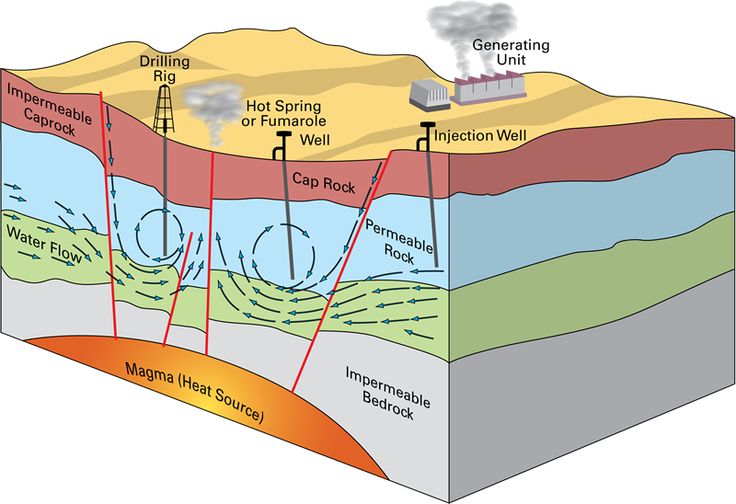 Generating
Unit
Drilling
Rig
Hot Spring
or Fumarole
Well
Injection Well
Impermeable
Caprock
Cap Rock
Permeable
Rock
Water Flow
Magma (Heat Source)
Impermeable
Bedrock